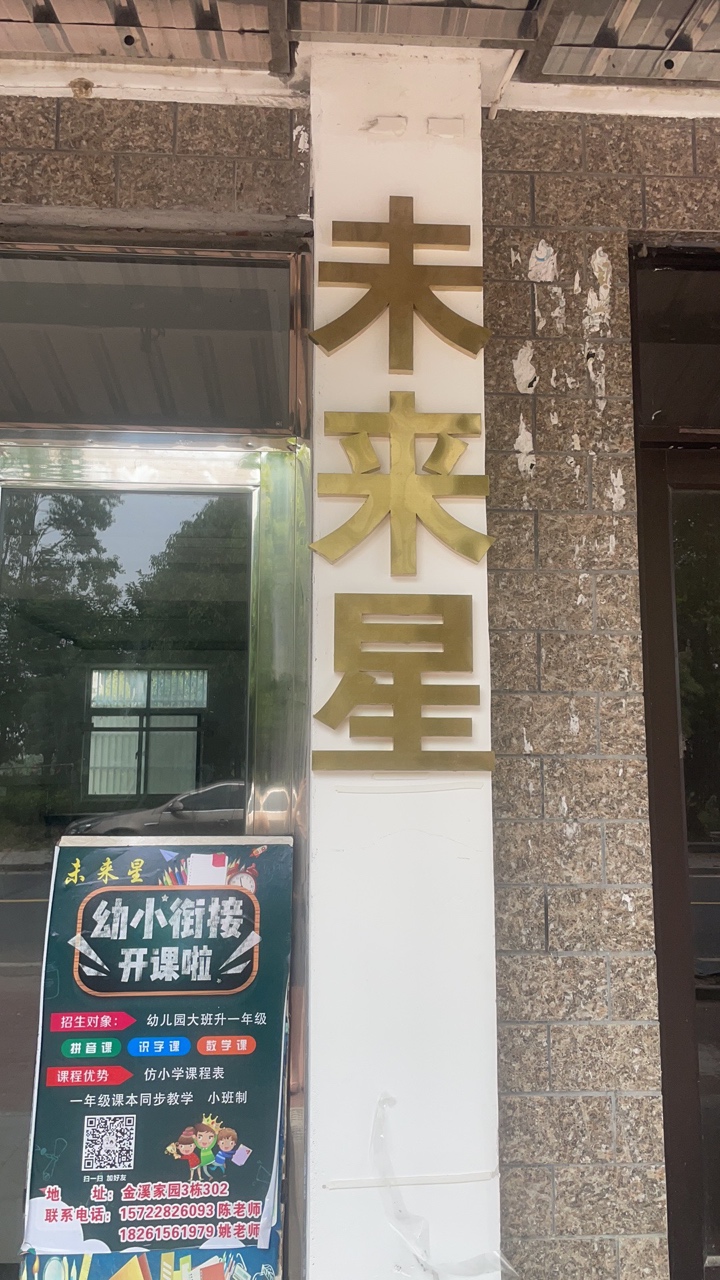 未来星
未来星
幼小衔接
开课啦
招生对象： 幼儿园大班升一年级
拼音课 识字课 数学课
课程优势 仿小学课程表
一年级课本同步教学 小班制
扫一扫 加好友
地 址：金溪家园3栋302
联系电话：15722826093 陈老师
18261561979 姚老师